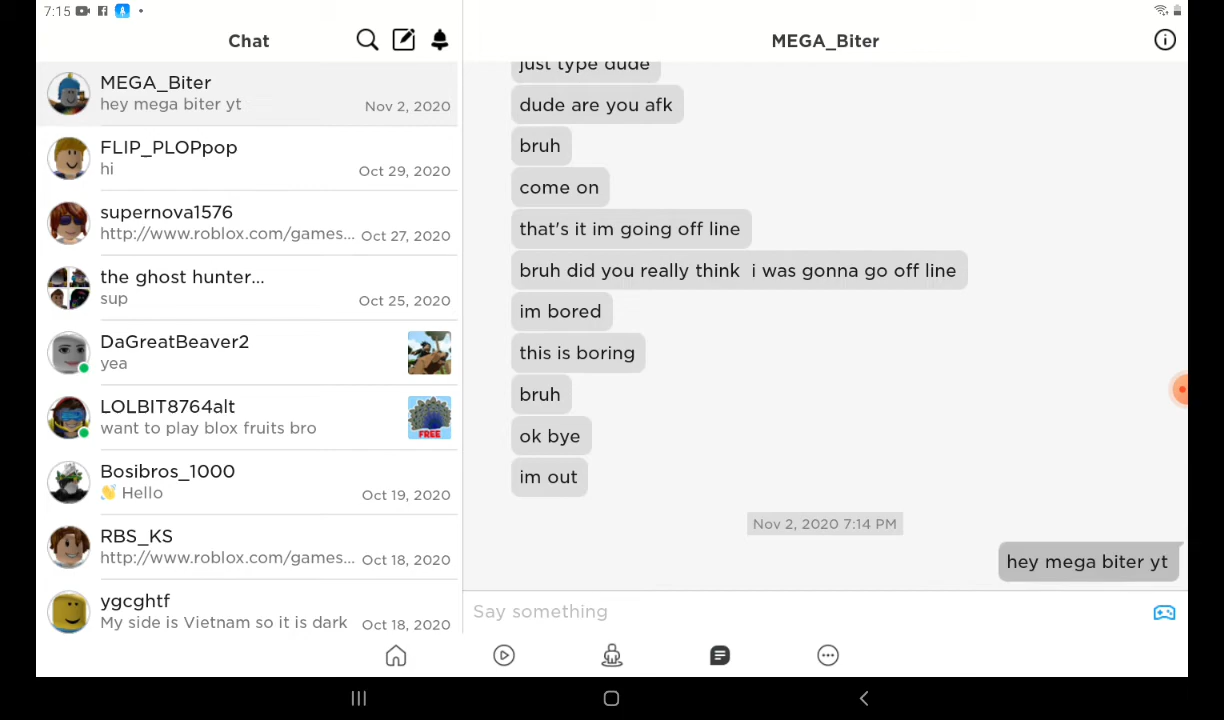 7:15
Chat
MEGA_Biter
hey mega biter yt
Nov 2, 2020
FLIP_PLOPpop
hi
Oct 29, 2020
supernova1576
http://www.roblox.com/games...
Oct 27, 2020
the ghost hunter...
sup
Oct 25, 2020
DaGreatBeaver2
yea
LOLBIT8764alt
want to play blox fruits bro
FREE
Bosibros_1000
👋 Hello
Oct 19, 2020
RBS_KS
http://www.roblox.com/games...
Oct 18, 2020
ygcghtf
My side is Vietnam so it is dark
Oct 18, 2020
MEGA_Biter
just type dude
dude are you afk
bruh
come on
that's it im going off line
bruh did you really think i was gonna go off line
im bored
this is boring
bruh
ok bye
im out
Nov 2, 2020 7:14 PM
hey mega biter yt
Say something